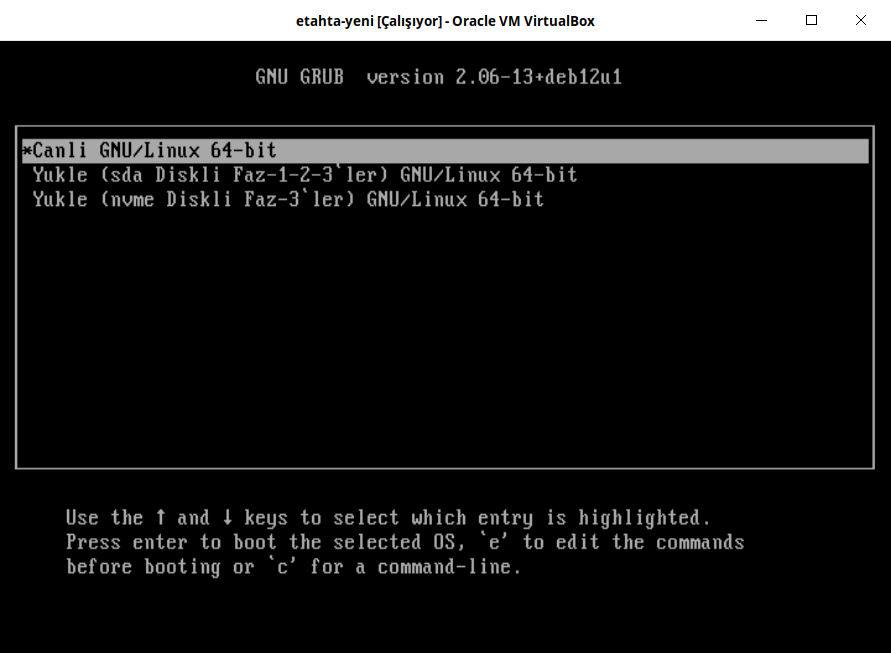 etahta-yeni [Çalışıyor] - Oracle VM VirtualBox
GNU GRUB  version 2.06-13+deb12u1
*Canli GNU/Linux 64-bit
Yukle (sda Diskli Faz-1-2-3`ler) GNU/Linux 64-bit
Yukle (nvme Diskli Faz-3`ler) GNU/Linux 64-bit
Use the ↑ and ↓ keys to select which entry is highlighted.
Press enter to boot the selected OS, `e' to edit the commands
before booting or `c' for a command-line.